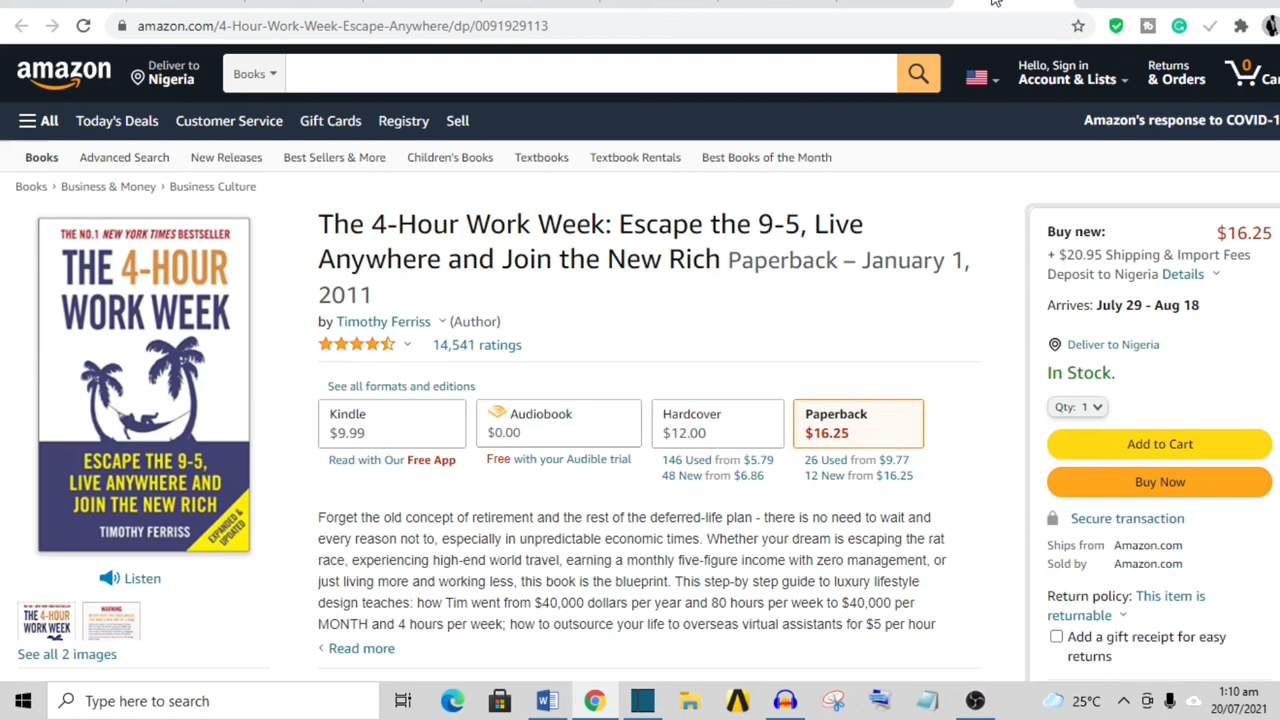 amazon.com/4-Hour-Work-Week-Escape-Anywhere/dp/0091929113
amazon
Deliver to
Nigeria
Books
Hello, Sign in
Account & Lists
Returns
& Orders
0
All
Today's Deals
Customer Service
Gift Cards
Registry
Sell
Amazon's response to COVID-1
Books
Advanced Search
New Releases
Best Sellers & More
Children's Books
Textbooks
Textbook Rentals
Best Books of the Month
Books › Business & Money › Business Culture
THE NO.1 NEW YORK TIMES BESTSELLER
THE 4-HOUR
WORK WEEK
ESCAPE THE 9-5,
LIVE ANYWHERE AND
JOIN THE NEW RICH
TIMOTHY FERRISS
EXPANDED &
UPDATED
Listen
THE 4-HOUR
WORK WEEK
WARNING
See all 2 images
The 4-Hour Work Week: Escape the 9-5, Live
Anywhere and Join the New Rich Paperback – January 1,
2011
by Timothy Ferriss (Author)
14,541 ratings
See all formats and editions
Kindle
$9.99
Read with Our Free App
Audiobook
$0.00
Free with your Audible trial
Hardcover
$12.00
146 Used from $5.79
48 New from $6.86
Paperback
$16.25
26 Used from $9.77
12 New from $16.25
Forget the old concept of retirement and the rest of the deferred-life plan - there is no need to wait and
every reason not to, especially in unpredictable economic times. Whether your dream is escaping the rat
race, experiencing high-end world travel, earning a monthly five-figure income with zero management, or
just living more and working less, this book is the blueprint. This step-by step guide to luxury lifestyle
design teaches: how Tim went from $40,000 dollars per year and 80 hours per week to $40,000 per
MONTH and 4 hours per week; how to outsource your life to overseas virtual assistants for $5 per hour
Read more
Buy new: $16.25
+ $20.95 Shipping & Import Fees
Deposit to Nigeria Details
Arrives: July 29 - Aug 18
Deliver to Nigeria
In Stock.
Qty: 1
Add to Cart
Buy Now
Secure transaction
Ships from Amazon.com
Sold by Amazon.com
Return policy: This item is
returnable
Add a gift receipt for easy
returns
Type here to search
25°C
1:10 am
20/07/2021